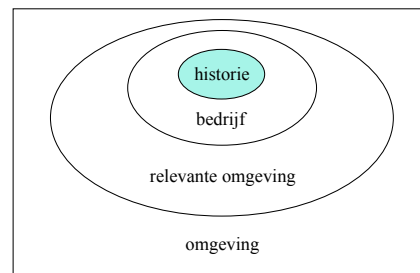 historie
bedrijf
relevante omgeving
omgeving